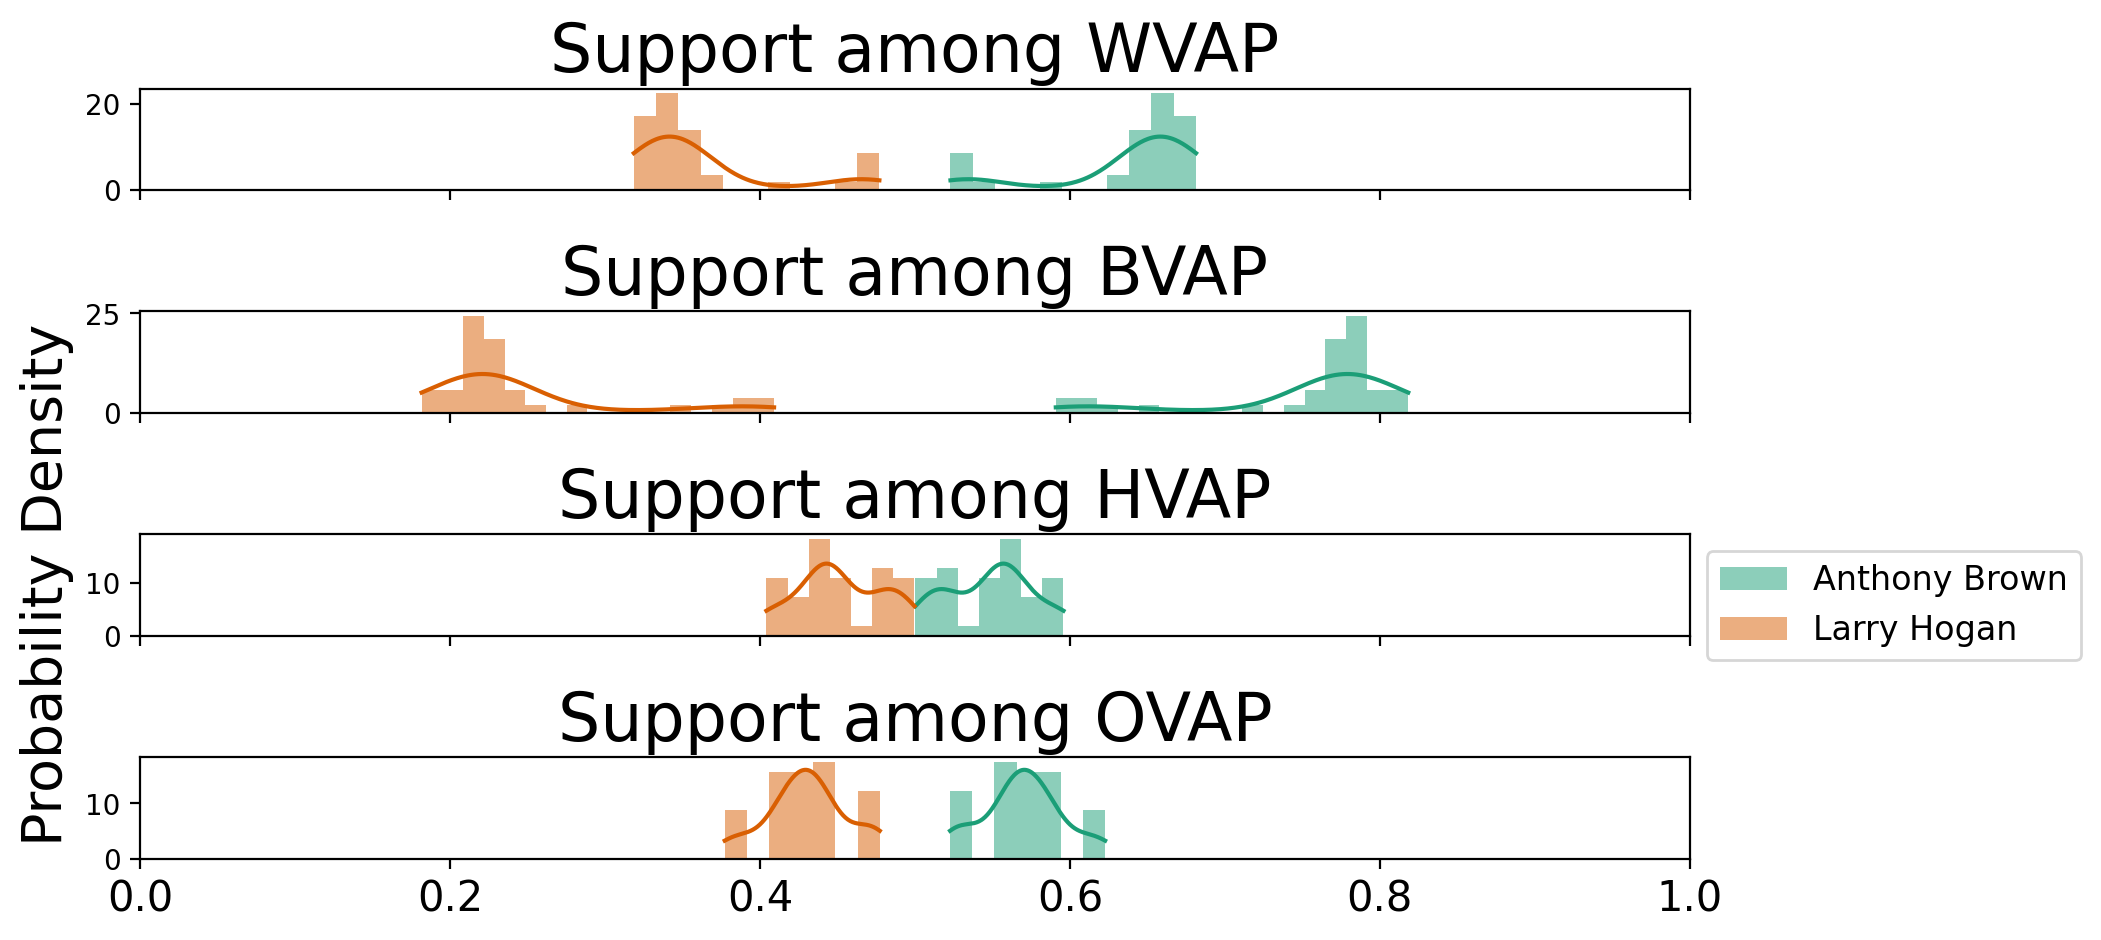 Support among WVAP
20
0
Support among BVAP
25
0
Support among HVAP
10
0
Support among OVAP
10
0
0.0 0.2 0.4 0.6 0.8 1.0
Probability Density
Anthony Brown
Larry Hogan